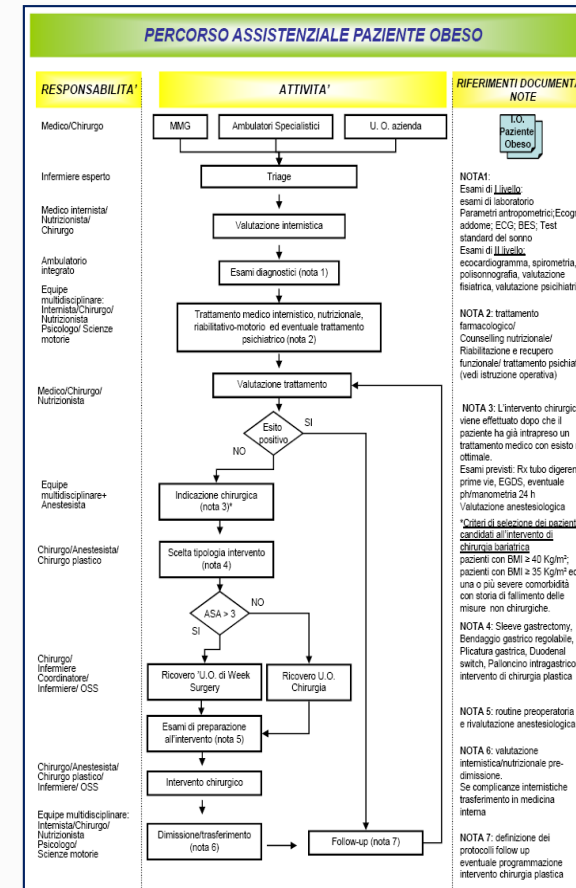 PERCORSO ASSISTENZIALE PAZIENTE OBESO
RESPONSABILITA'
ATTIVITA'
RIFERIMENTI DOCUMENTA
NOTE
Medico/Chirurgo
MMG
Ambulatori Specialistici
U. O. azienda
I.O.
Paziente
Obeso
Infermiere esperto
Triage
Medico internista/
Nutrizionista/
Chirurgo
Valutazione internistica
Ambulatorio
integrato
Esami diagnostici (nota 1)
Equipe
multidisciplinare:
Internista/Chirurgo/
Nutrizionista
Psicologo/ Scienze
motorie
Trattamento medico internistico, nutrizionale,
riabilitativo-motorio ed eventuale trattamento
psichiatrico (nota 2)
Medico/Chirurgo/
Nutrizionista
Valutazione trattamento
Esito
positivo
SI
NO
Equipe
multidisciplinare+
Anestesista
Indicazione chirurgica
(nota 3)*
Chirurgo/Anestesista/
Chirurgo plastico
Scelta tipologia intervento
(nota 4)
ASA > 3
NO
SI
Chirurgo/
Infermiere
Coordinatore/
Infermiere/ OSS
Ricovero 'U.O. di Week
Surgery
Ricovero U.O.
Chirurgia
Esami di preparazione
all'intervento (nota 5)
Chirurgo/Anestesista/
Chirurgo plastico/
Infermiere/ OSS
Intervento chirurgico
Equipe multidisciplinare:
Internista/Chirurgo/
Nutrizionista
Psicologo/
Scienze motorie
Dimissione/trasferimento
(nota 6)
Follow-up (nota 7)
NOTA1:
Esami di I livello:
esami di laboratorio
Parametri antropometrici;Ecogr
addome; ECG; BES; Test
standard del sonno
Esami di II livello:
ecocardiogramma, spirometria,
polisonnografia, valutazione
fisiatrica, valutazione psicihiatri
NOTA 2: trattamento
farmacologico/
Counselling nutrizionale/
Riabilitazione e recupero
funzionale/ trattamento psichiat
(vedi istruzione operativa)
NOTA 3: L'intervento chirurgic
viene effettuato dopo che il
paziente ha già intrapreso un
trattamento medico con esisto
ottimale.
Esami previsti: Rx tubo digeren
prime vie, EGDS, eventuale
ph/manometria 24 h
Valutazione anestesiologica
*Criteri di selezione dei pazient
candidati all'intervento di
chirurgia bariatrica
pazienti con BMI ≥ 40 Kg/m²;
pazienti con BMI ≥ 35 Kg/m² ed
una o più severe comorbidità
con storia di fallimento delle
misure non chirurgiche.
NOTA 4: Sleeve gastrectomy,
Bendaggio gastrico regolabile,
Plicatura gastrica, Duodenal
switch, Palloncino intragastrico
intervento di chirurgia plastica
NOTA 5: routine preoperatoria
e rivalutazione anestesiologica
NOTA 6: valutazione
internistica/nutrizionale pre-
dimissione.
Se complicanze internistiche
trasferimento in medicina
interna
NOTA 7: definizione dei
protocolli follow up
eventuale programmazione
intervento chirurgia plastica